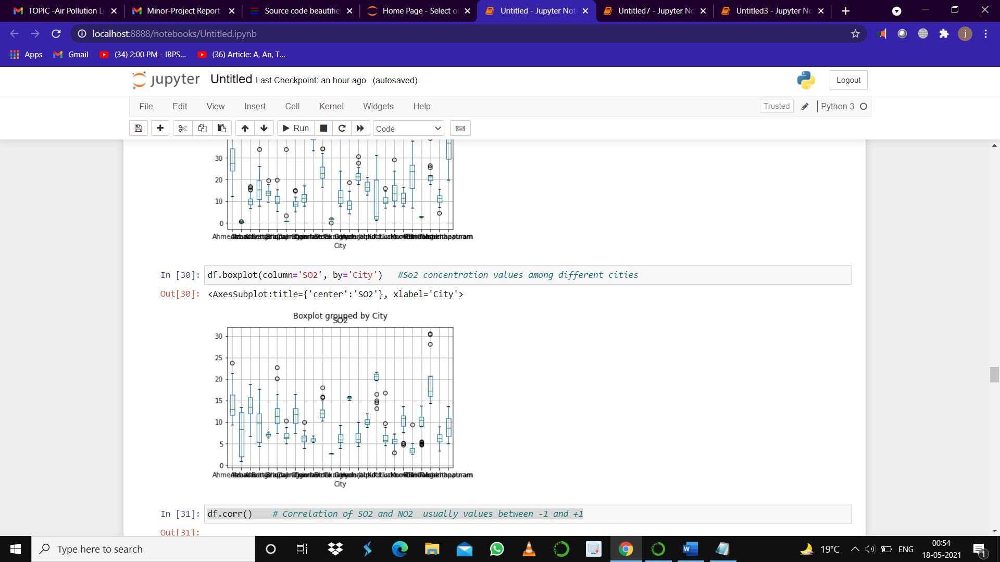 TOPIC -Air Pollution Li
Minor-Project Report
Source code beautifie
Home Page - Select o
Untitled - Jupyter Not
Untitled7 - Jupyter No
Untitled3 - Jupyter No
localhost:8888/notebooks/Untitled.ipynb
j
Apps
Gmail
(34) 2:00 PM - IBPS...
(36) Article: A, An, T...
jupyter
Untitled Last Checkpoint: an hour ago (autosaved)
Logout
File Edit View Insert Cell Kernel Widgets Help
Trusted
Python 3
Run
Code
30
20
10
0
City
In [30]: df.boxplot(column='SO2', by='City') #So2 concentration values among different cities
Out[30]: <AxesSubplot:title={'center':'SO2'}, xlabel='City'>
Boxplot grouped by City
SO2
30
25
20
15
10
5
0
City
In [31]: df.corr() # Correlation of SO2 and NO2 usually values between -1 and +1
Out[31]:
Type here to search
19°C
ENG
00:54
18-05-2021
1